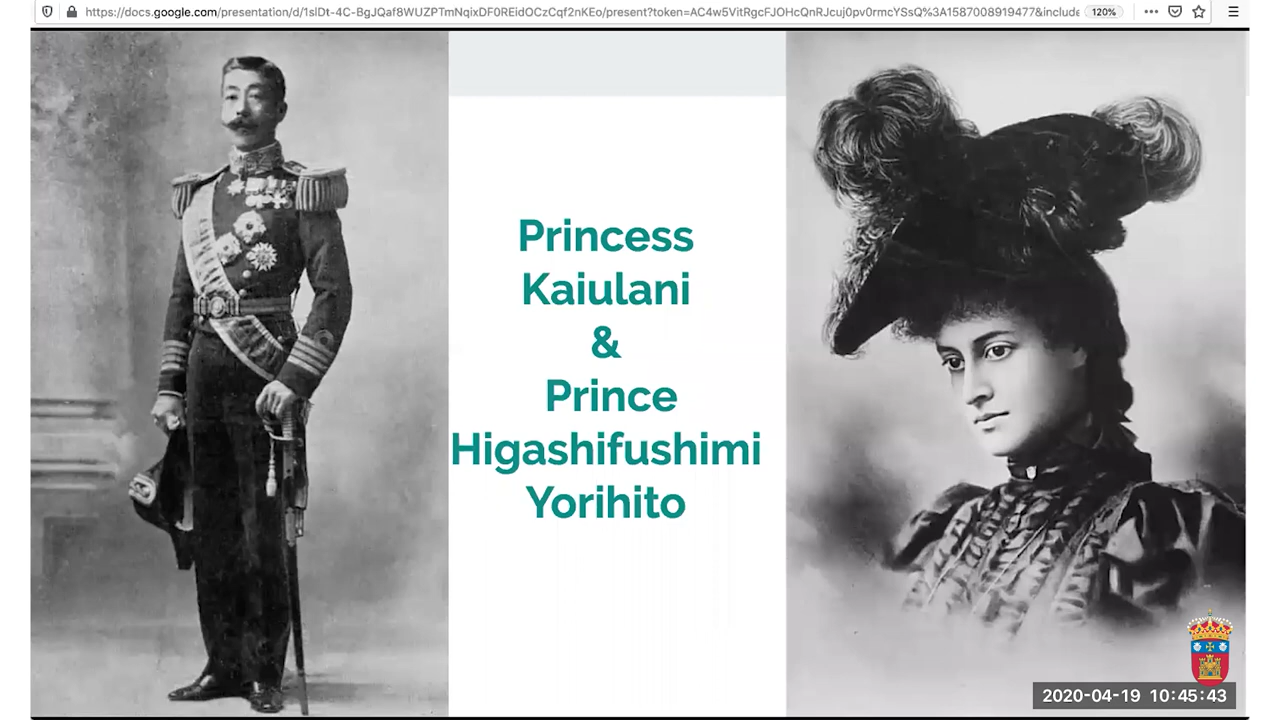 https://docs.google.com/presentation/d/1slDt-4C-BgJQaf8WUZPTmNqixDF0REidOCzCqf2nKEo/present?token=AC4w5VitRgcFJOHcQnRJcuj0pv0rmcYSsQ%3A1587008919477&include
120%
Princess
Kaiulani
&
Prince
Higashifushimi
Yorihito
2020-04-19 10:45:43